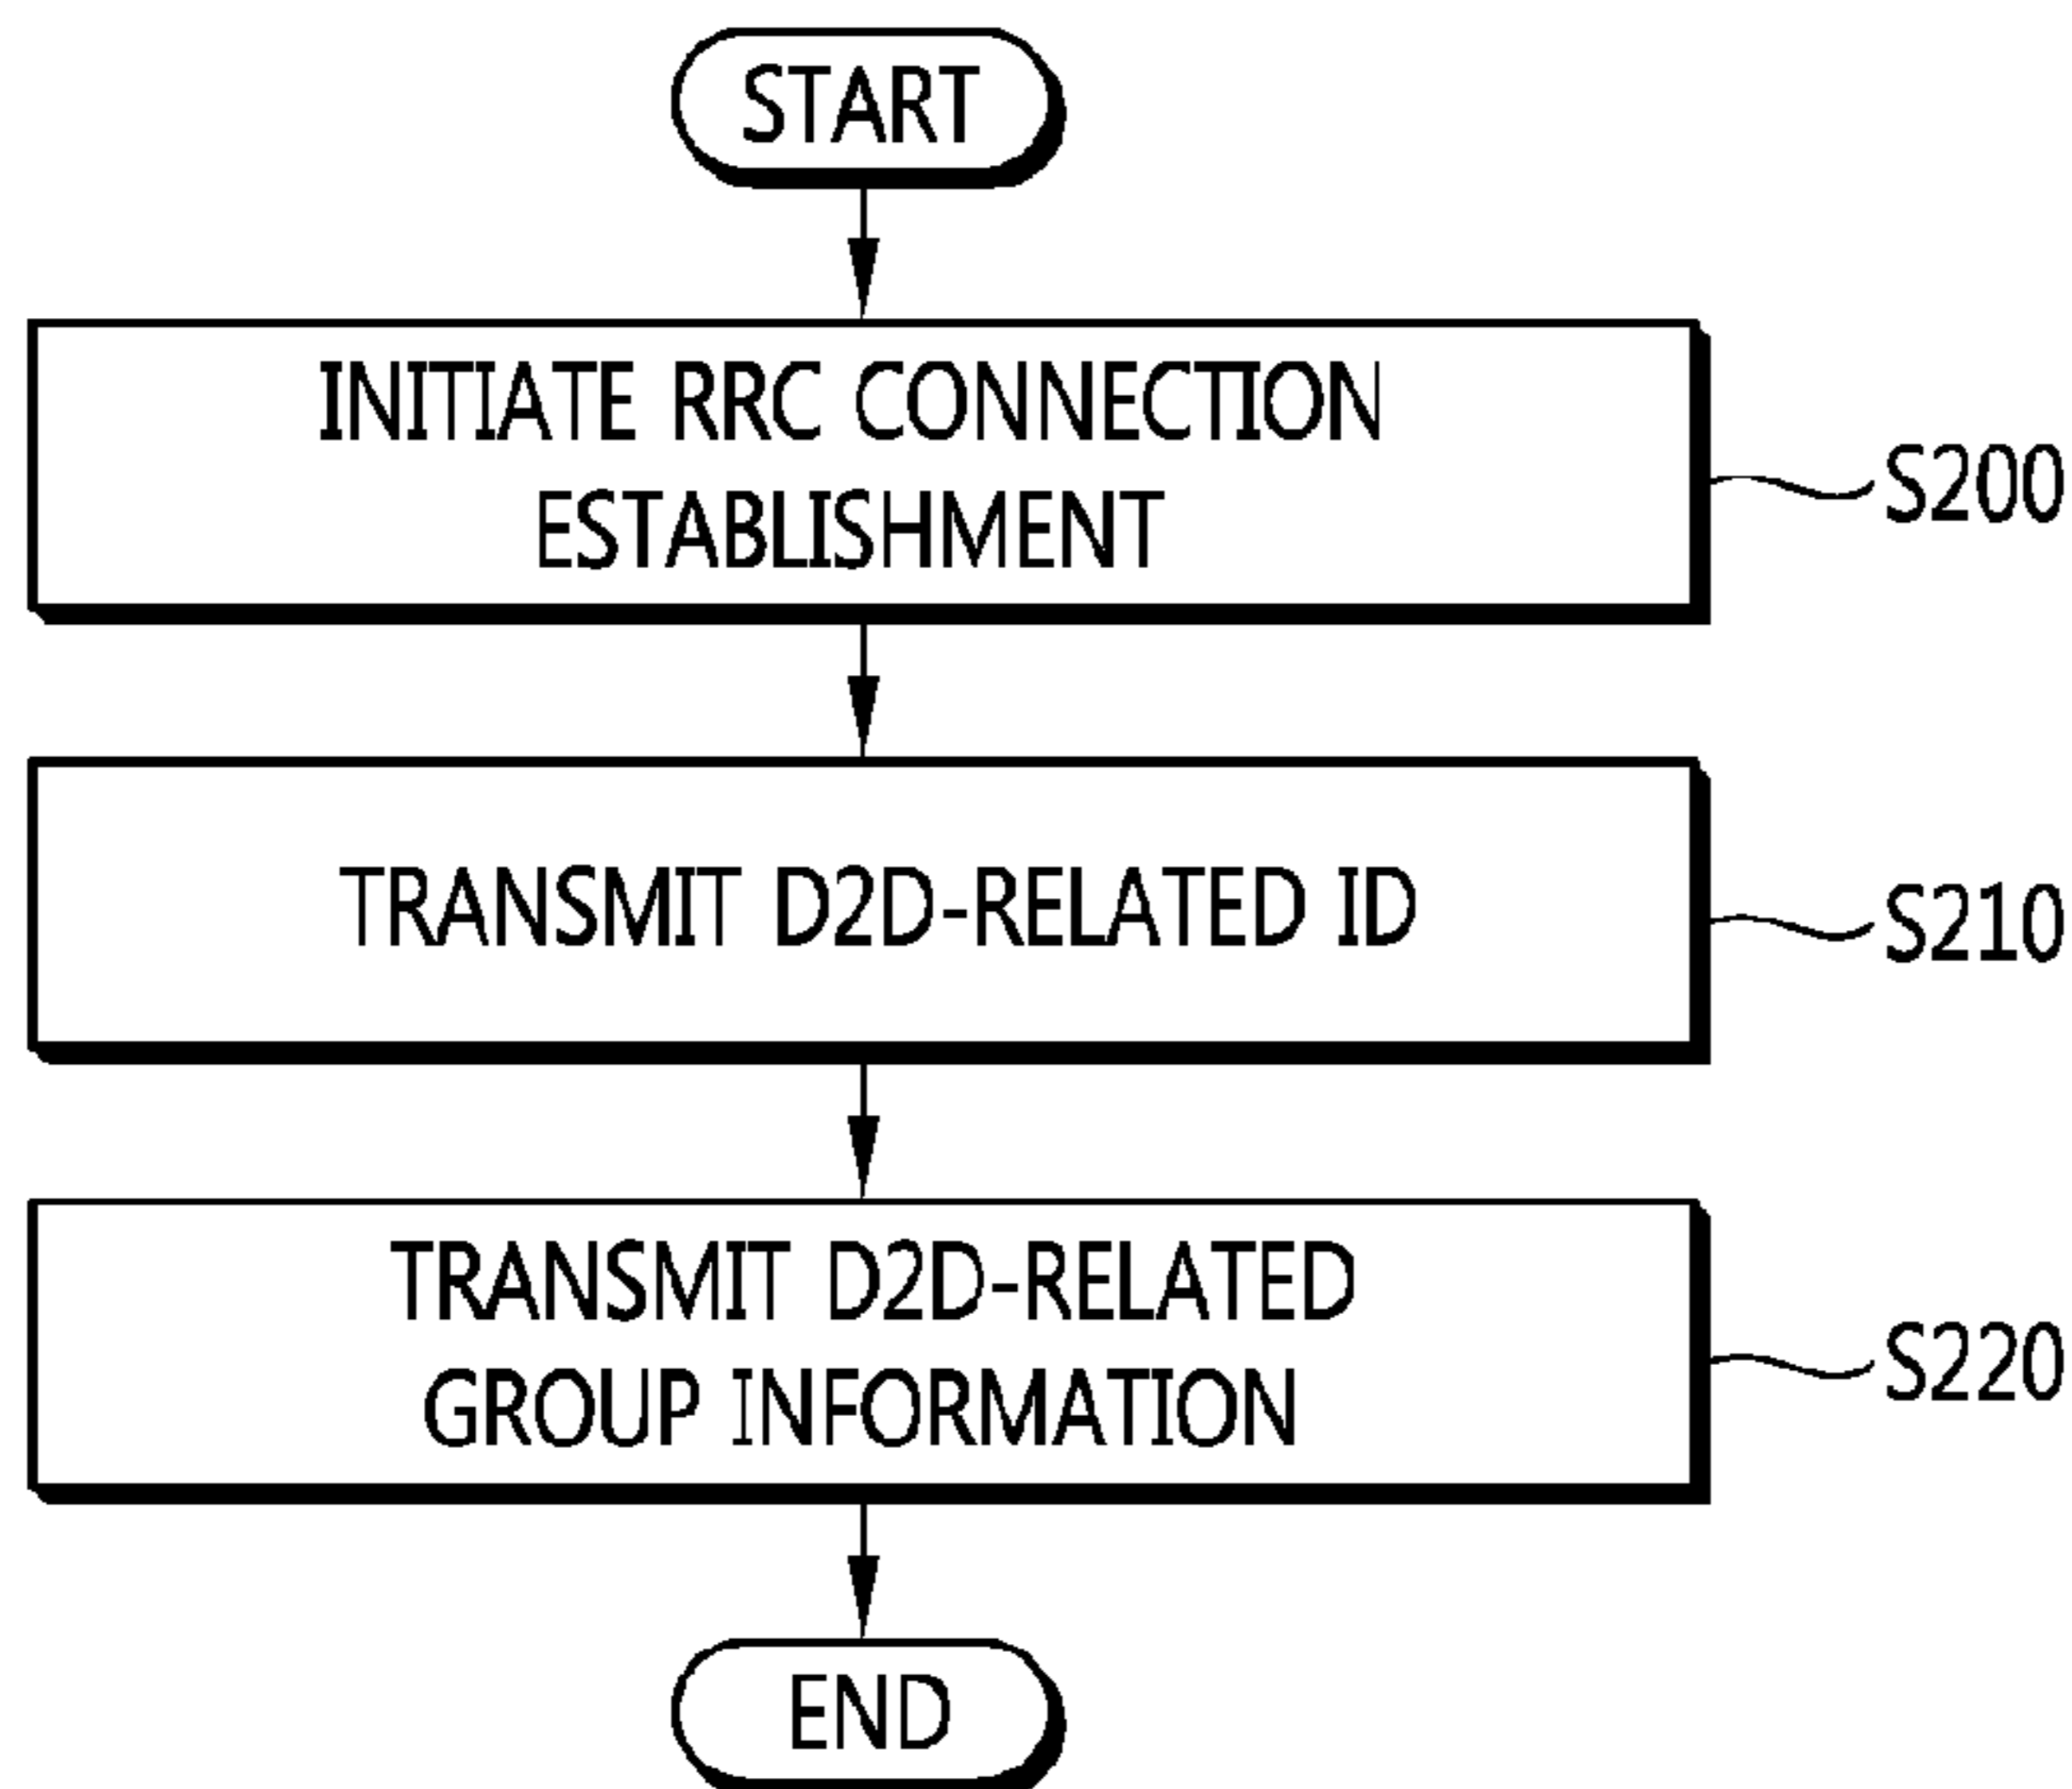 START
INITIATE RRC CONNECTION
ESTABLISHMENT
S200
TRANSMIT D2D-RELATED ID
S210
TRANSMIT D2D-RELATED
GROUP INFORMATION
S220
END